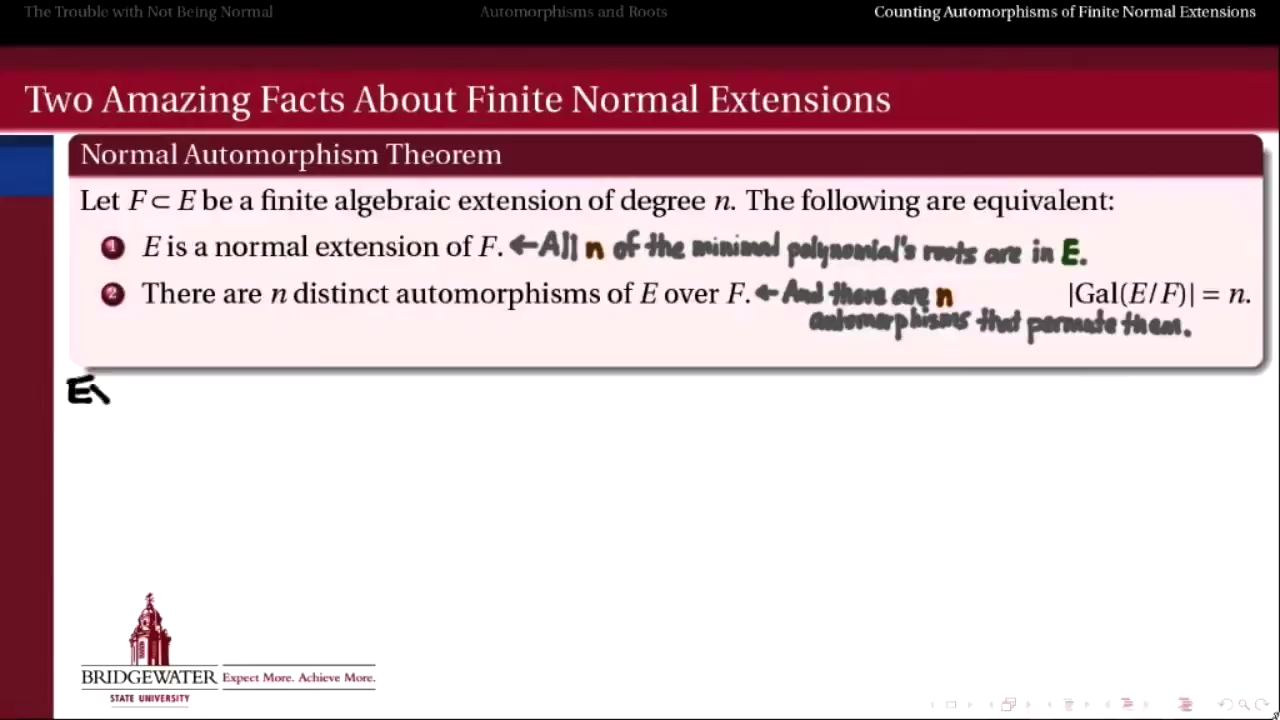 The Trouble with Not Being Normal Automorphisms and Roots Counting Automorphisms of Finite Normal Extensions
Two Amazing Facts About Finite Normal Extensions
Normal Automorphism Theorem
Let F ⊂ E be a finite algebraic extension of degree n. The following are equivalent:
1 E is a normal extension of F. ←All n of the minimal polynomial's roots are in E.
2 There are n distinct automorphisms of E over F. ←And there are n |Gal(E/F)| = n.
automorphisms that permute them.
E
BRIDGEWATER Expect More. Achieve More.
STATE UNIVERSITY